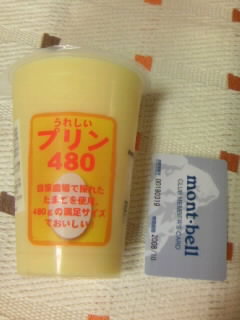 うれしい
プリン
480
自家農場で採れた
たまごを使用。
480gの満足サイズ
でおいしい!
mont-bell
CLUB MEMBER'S CARD
2008